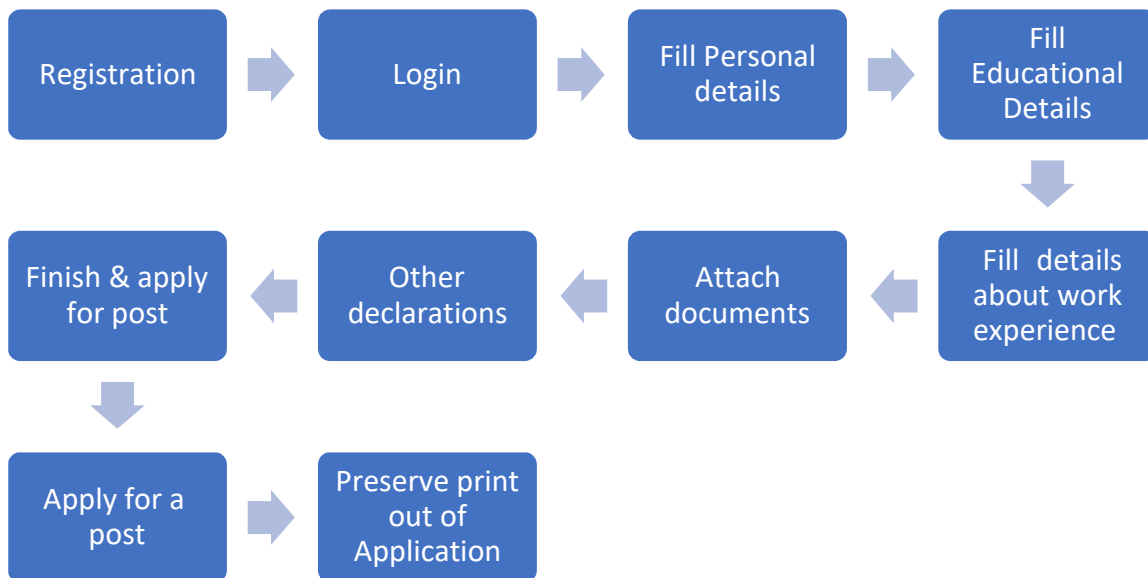 Registration
Login
Fill Personal
details
Fill
Educational
Details
Fill  details
about work
experience
Attach
documents
Other
declarations
Finish & apply
for post
Apply for a
post
Preserve print
out of
Application